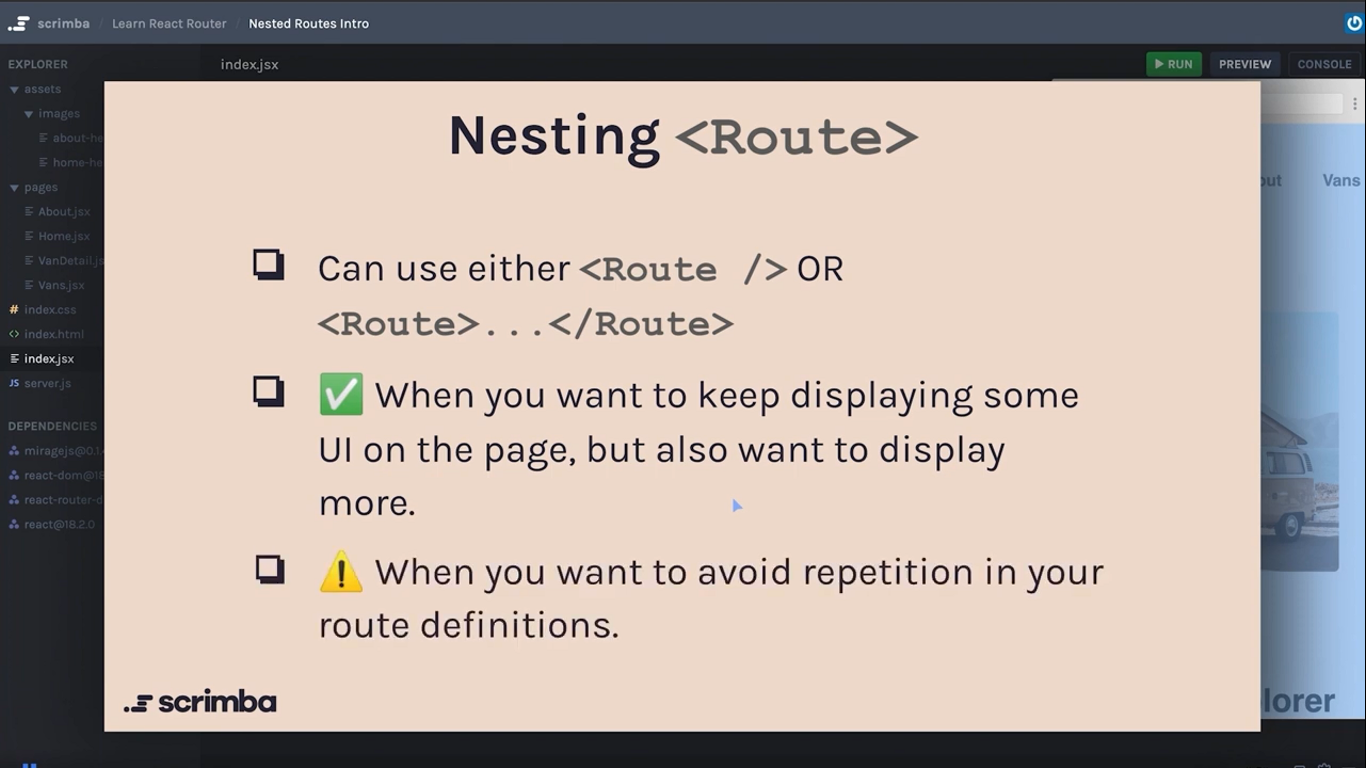 scrimba / Learn React Router / Nested Routes Intro
EXPLORER
index.jsx
RUN
PREVIEW
CONSOLE
assets
images
about-he
home-he
pages
About.jsx
Home.jsx
VanDetail.js
Vans.jsx
index.css
index.html
index.jsx
JS server.js
DEPENDENCIES
miragejs@0.1.4
react-dom@18
react-router-d
react@18.2.0
Nesting <Route>
Can use either <Route /> OR
<Route>...</Route>
✅ When you want to keep displaying some
UI on the page, but also want to display
more.
⚠️ When you want to avoid repetition in your
route definitions.
scrimba
out
Vans
lorer